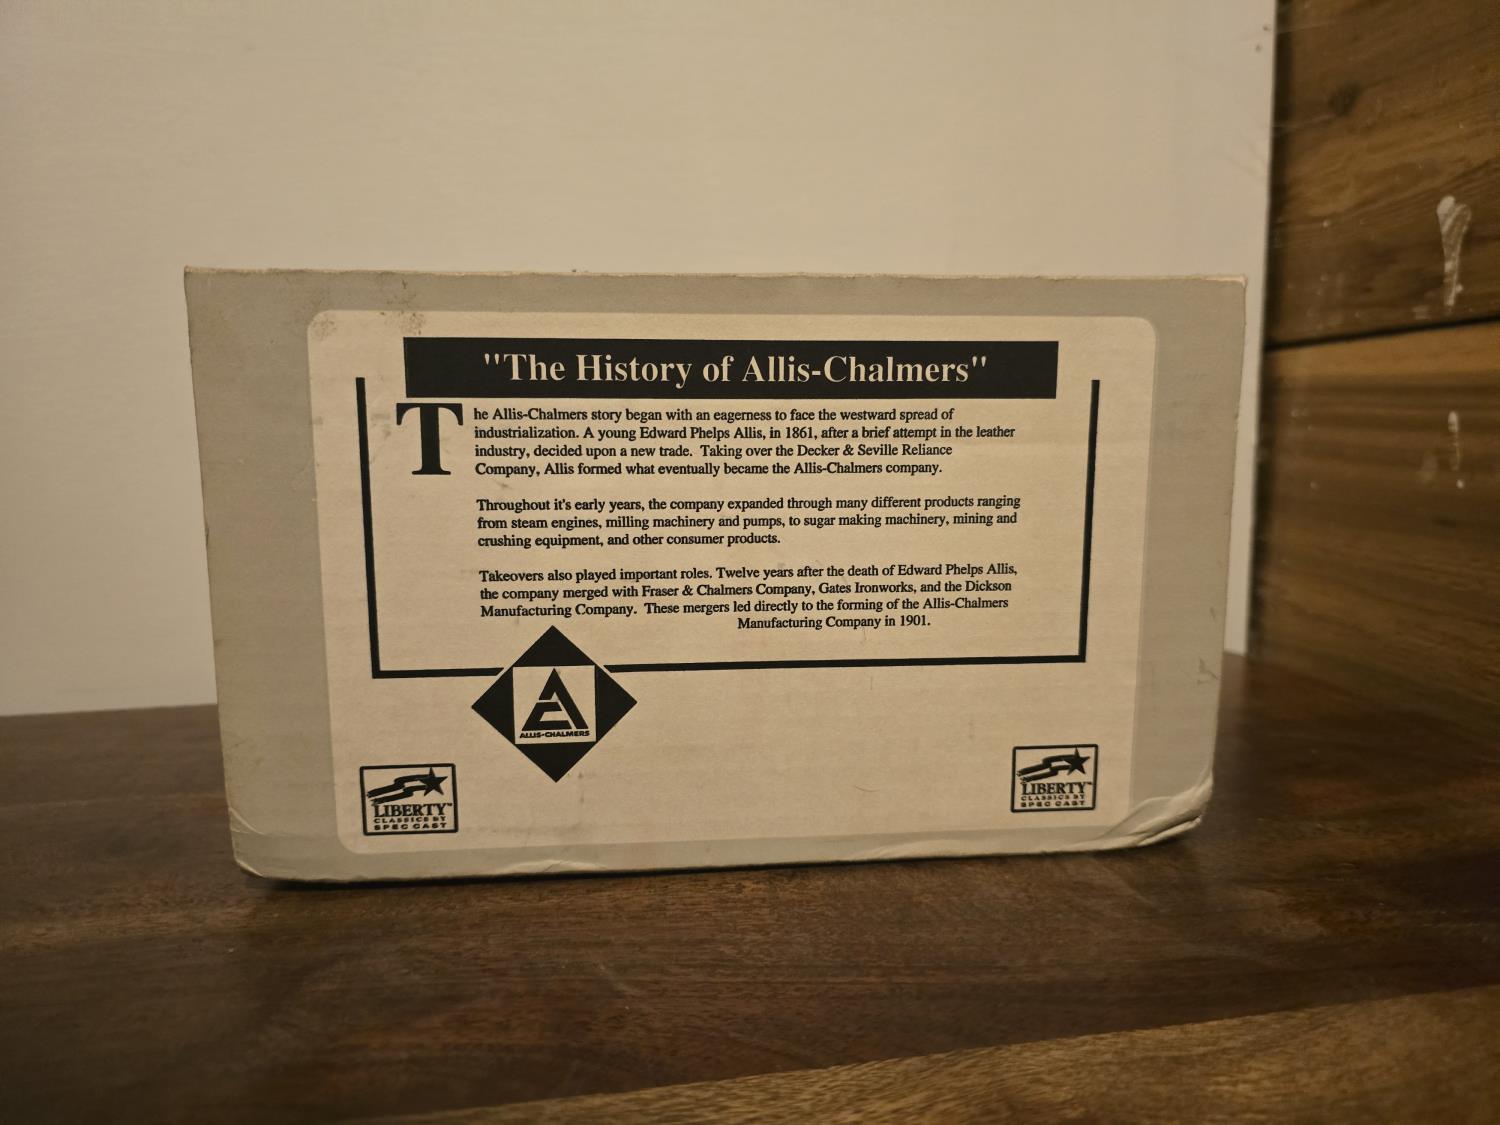 "The History of Allis-Chalmers"
The Allis-Chalmers story began with an eagerness to face the westward spread of
industrialization. A young Edward Phelps Allis, in 1861, after a brief attempt in the leather
industry, decided upon a new trade. Taking over the Decker & Seville Reliance
Company, Allis formed what eventually became the Allis-Chalmers company.
Throughout it's early years, the company expanded through many different products ranging
from steam engines, milling machinery and pumps, to sugar making machinery, mining and
crushing equipment, and other consumer products.
Takeovers also played important roles. Twelve years after the death of Edward Phelps Allis,
the company merged with Fraser & Chalmers Company, Gates Ironworks, and the Dickson
Manufacturing Company. These mergers led directly to the forming of the Allis-Chalmers
Manufacturing Company in 1901.
A
ALLIS-CHALMERS
LIBERTY™
CLASSICS BY
SPEC CAST
LIBERTY™
CLASSICS BY
SPEC CAST